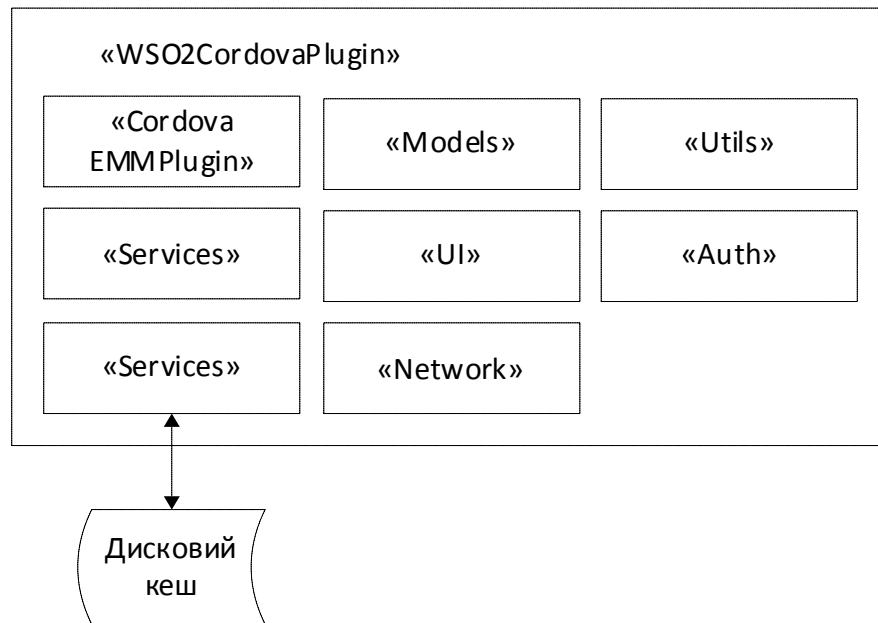 «WSO2CordovaPlugin»
«Cordova
EMMPlugin»
«Models»
«Utils»
«Services»
«UI»
«Auth»
«Services»
«Network»
Дисковий
кеш